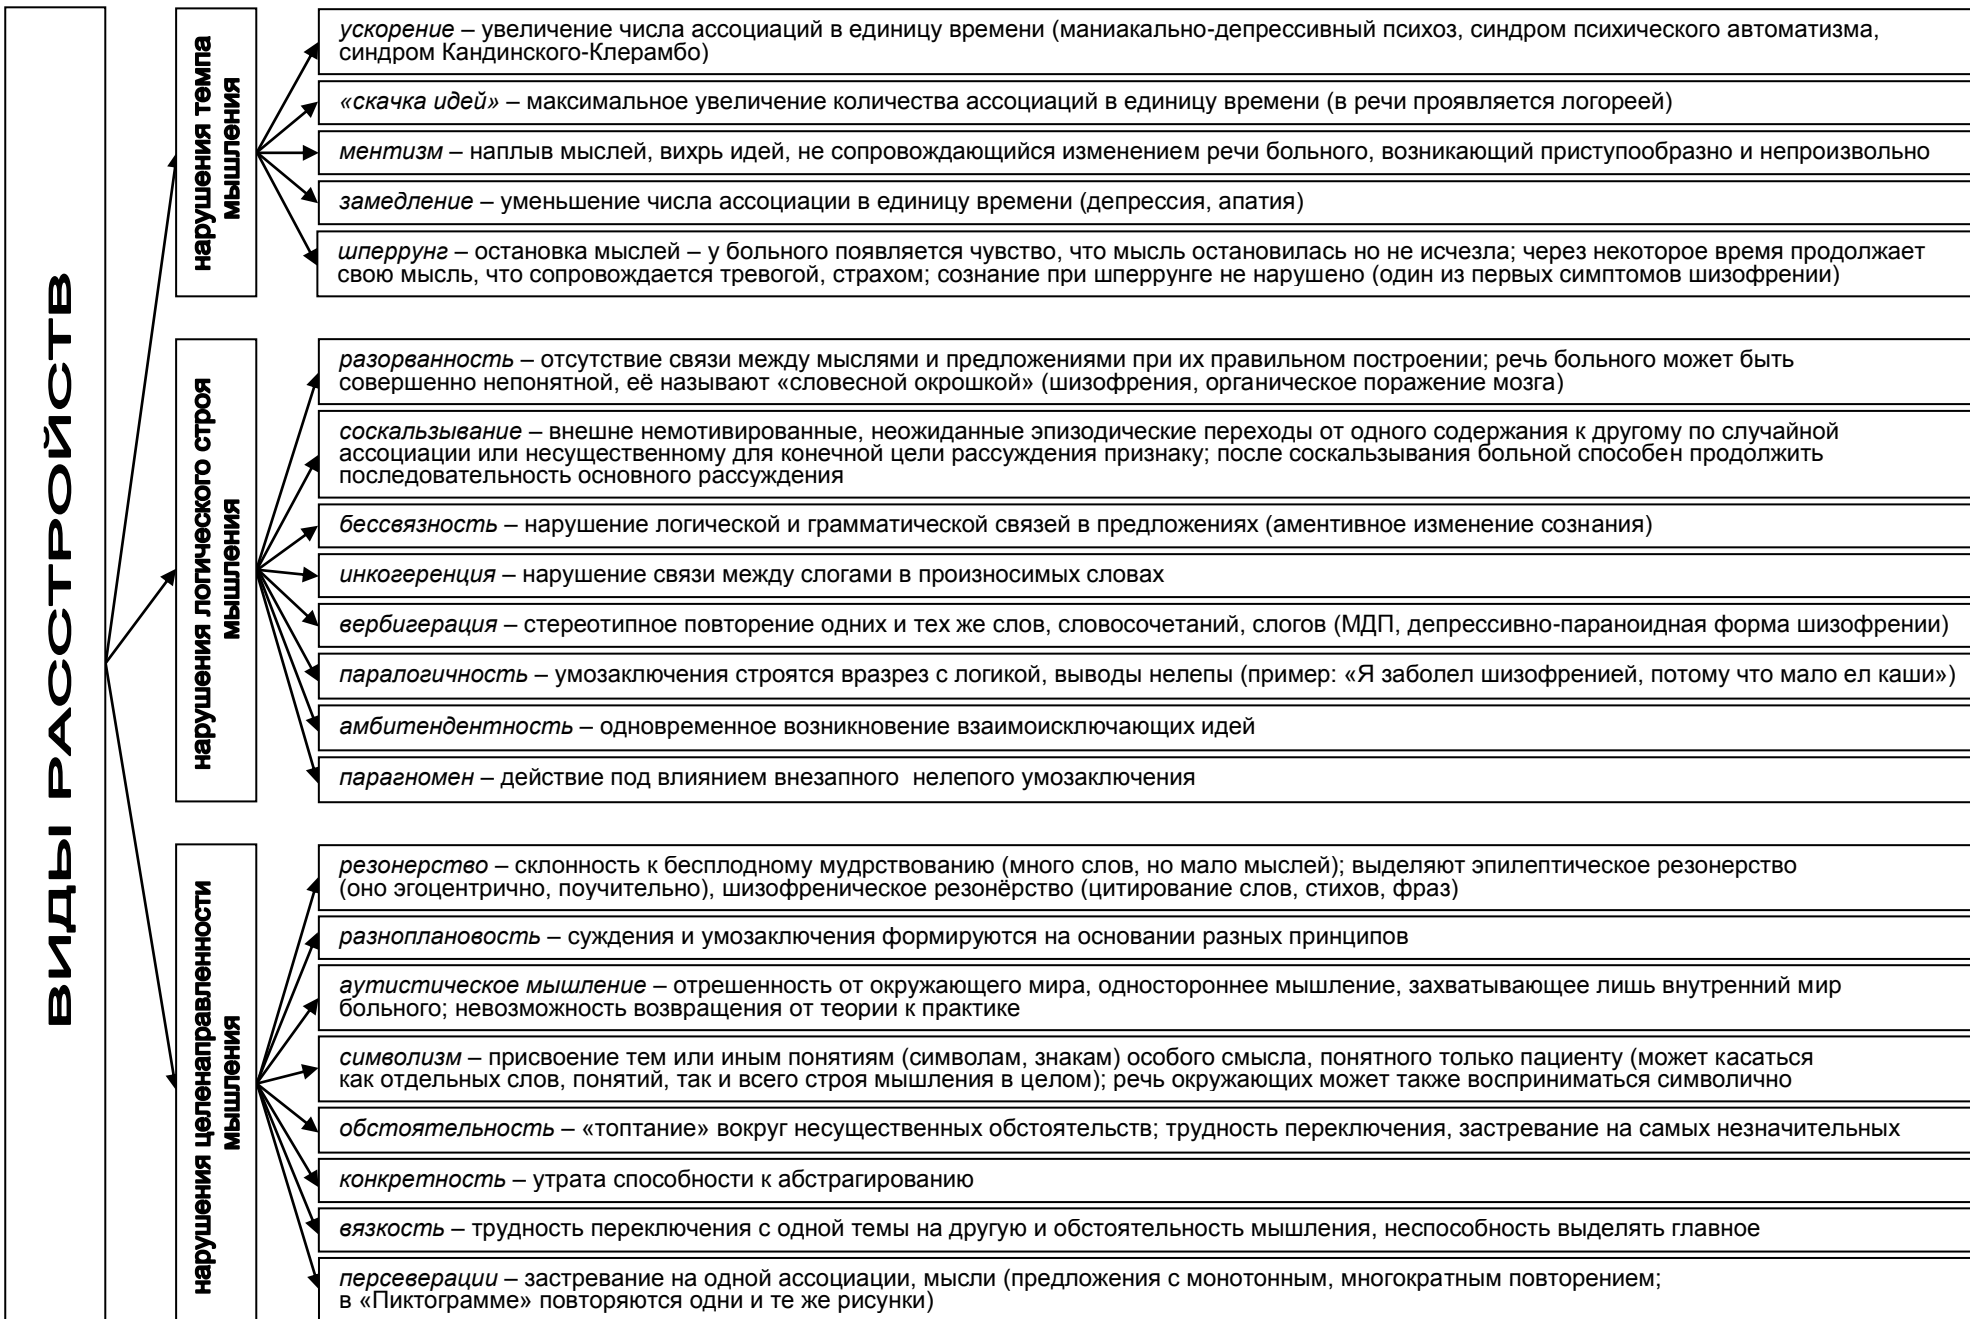 ВИДЫ РАССТРОЙСТВ
нарушения темпа
мышления
ускорение – увеличение числа ассоциаций в единицу времени (маниакально-депрессивный психоз, синдром психического автоматизма,
синдром Кандинского-Клерамбо)
«скачка идей» – максимальное увеличение количества ассоциаций в единицу времени (в речи проявляется логореей)
ментизм – наплыв мыслей, вихрь идей, не сопровождающийся изменением речи больного, возникающий приступообразно и непроизвольно
замедление – уменьшение числа ассоциации в единицу времени (депрессия, апатия)
шперрунг – остановка мыслей – у больного появляется чувство, что мысль остановилась но не исчезла; через некоторое время продолжает
свою мысль, что сопровождается тревогой, страхом; сознание при шперрунге не нарушено (один из первых симптомов шизофрении)
нарушения логического строя
мышления
разорванность – отсутствие связи между мыслями и предложениями при их правильном построении; речь больного может быть
совершенно непонятной, её называют «словесной окрошкой» (шизофрения, органическое поражение мозга)
соскальзывание – внешне немотивированные, неожиданные эпизодические переходы от одного содержания к другому по случайной
ассоциации или несущественному для конечной цели рассуждения признаку; после соскальзывания больной способен продолжить
последовательность основного рассуждения
бессвязность – нарушение логической и грамматической связей в предложениях (аментивное изменение сознания)
инкогеренция – нарушение связи между слогами в произносимых словах
вербигерация – стереотипное повторение одних и тех же слов, словосочетаний, слогов (МДП, депрессивно-параноидная форма шизофрении)
паралогичность – умозаключения строятся вразрез с логикой, выводы нелепы (пример: «Я заболел шизофренией, потому что мало ел каши»)
амбитендентность – одновременное возникновение взаимоисключающих идей
парагномен – действие под влиянием внезапного  нелепого умозаключения
нарушения целенаправленности
мышления
резонерство – склонность к бесплодному мудрствованию (много слов, но мало мыслей); выделяют эпилептическое резонерство
(оно эгоцентрично, поучительно), шизофреническое резонёрство (цитирование слов, стихов, фраз)
разноплановость – суждения и умозаключения формируются на основании разных принципов
аутистическое мышление – отрешенность от окружающего мира, одностороннее мышление, захватывающее лишь внутренний мир
больного; невозможность возвращения от теории к практике
символизм – присвоение тем или иным понятиям (символам, знакам) особого смысла, понятного только пациенту (может касаться
как отдельных слов, понятий, так и всего строя мышления в целом); речь окружающих может также восприниматься символично
обстоятельность – «топтание» вокруг несущественных обстоятельств; трудность переключения, застревание на самых незначительных
конкретность – утрата способности к абстрагированию
вязкость – трудность переключения с одной темы на другую и обстоятельность мышления, неспособность выделять главное
персеверации – застревание на одной ассоциации, мысли (предложения с монотонным, многократным повторением;
в «Пиктограмме» повторяются одни и те же рисунки)